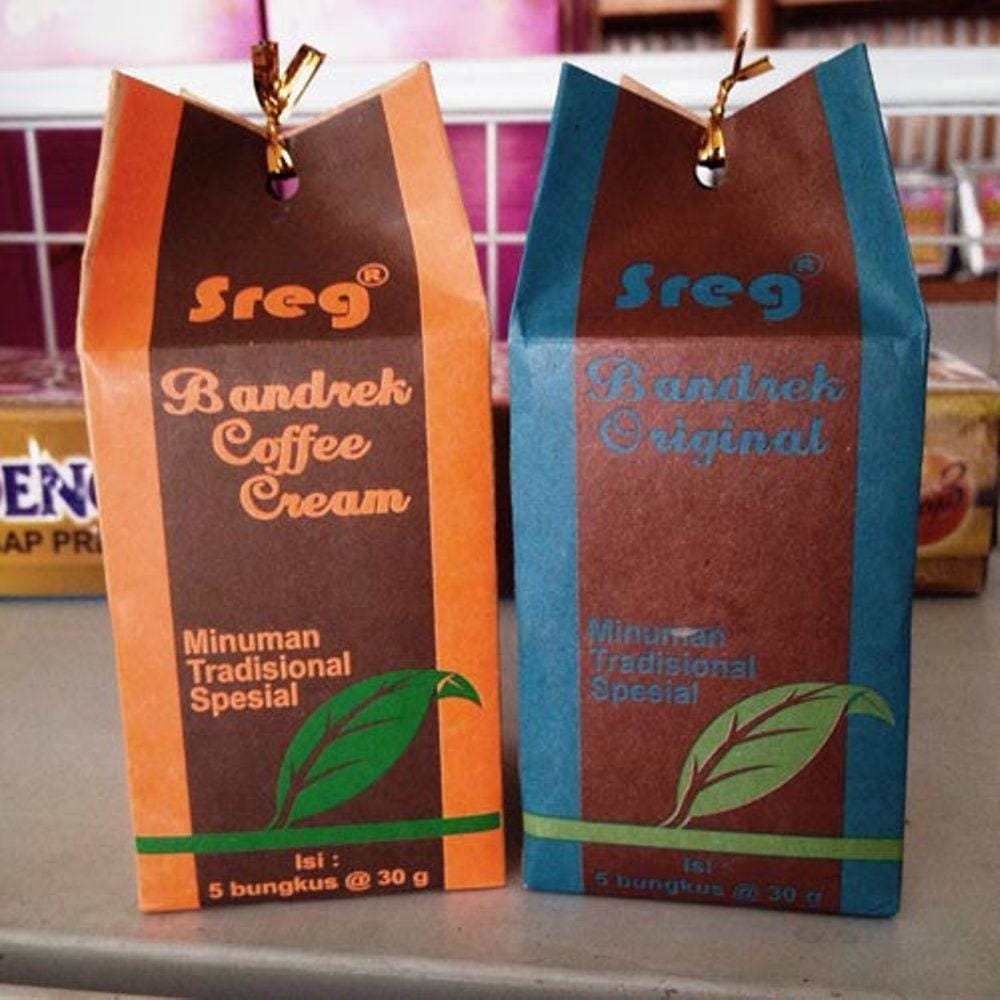 Sreg®
Bandrek
Coffee
Cream
Minuman
Tradisional
Spesial
Isi :
5 bungkus @ 30 g
Sreg®
Bandrek
Original
Minuman
Tradisional
Spesial
Isi :
5 bungkus @ 30 g